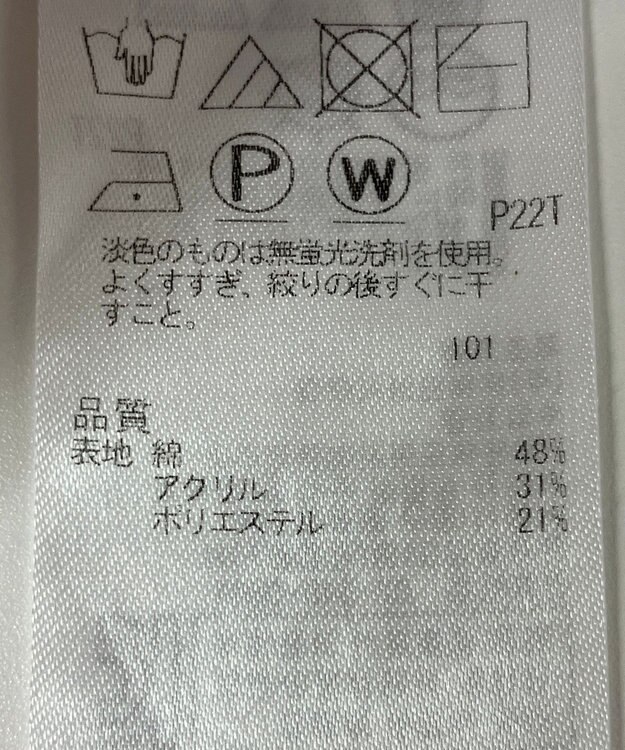 P
W
P22T
淡色のものは無蛍光洗剤を使用。
よくすすぎ、絞りの後すぐに干
すこと。
101
品質
表地 綿 48%
アクリル 31%
ポリエステル 21%